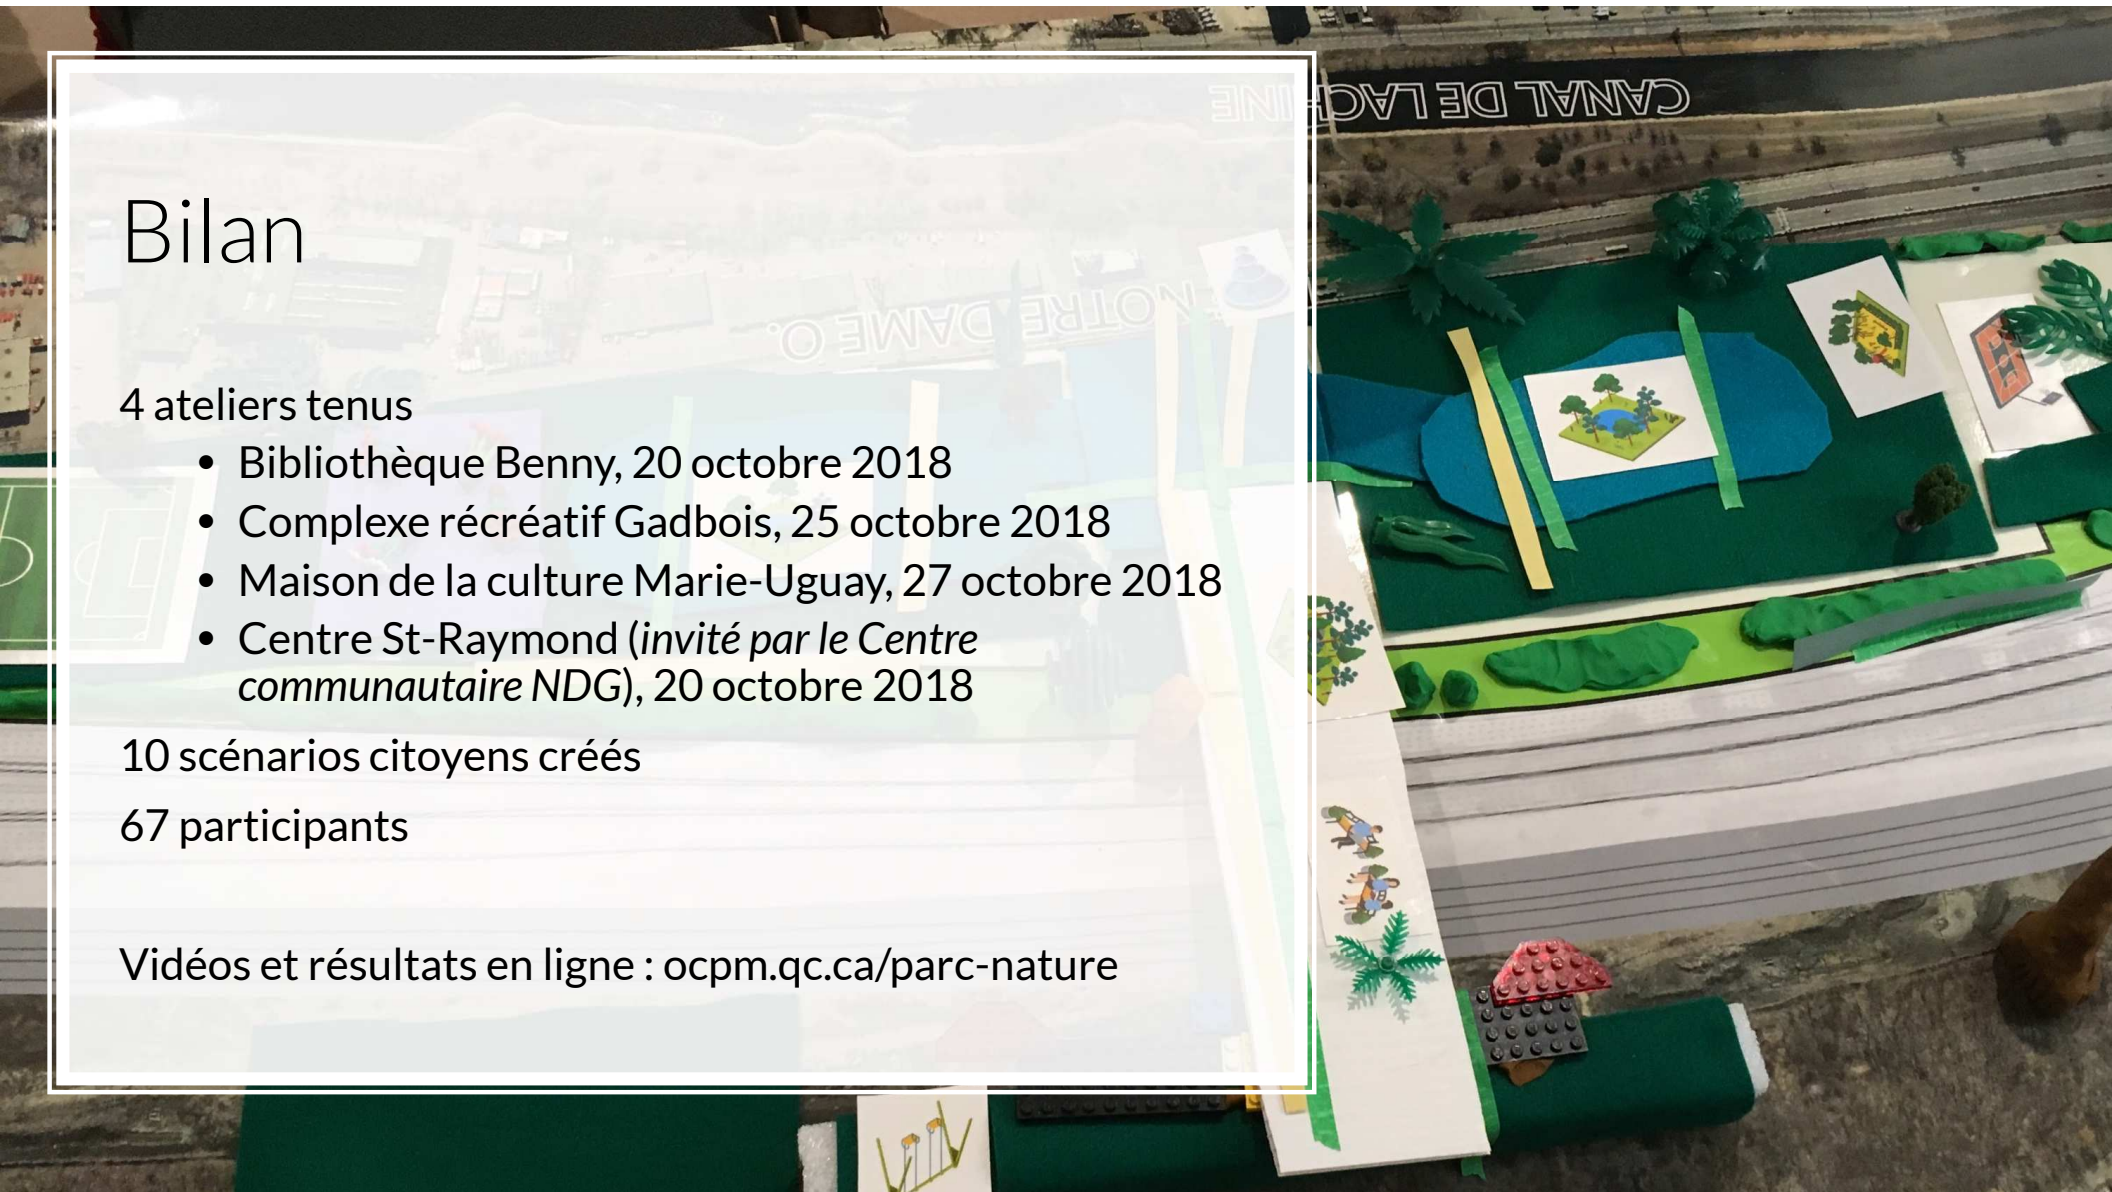 CANAL DE LACHINE
Bilan
NOTRE DAME O.
4 ateliers tenus
• Bibliothèque Benny, 20 octobre 2018
• Complexe récréatif Gadbois, 25 octobre 2018
• Maison de la culture Marie-Uguay, 27 octobre 2018
• Centre St-Raymond (invité par le Centre
communautaire NDG), 20 octobre 2018
10 scénarios citoyens créés
67 participants
Vidéos et résultats en ligne : ocpm.qc.ca/parc-nature